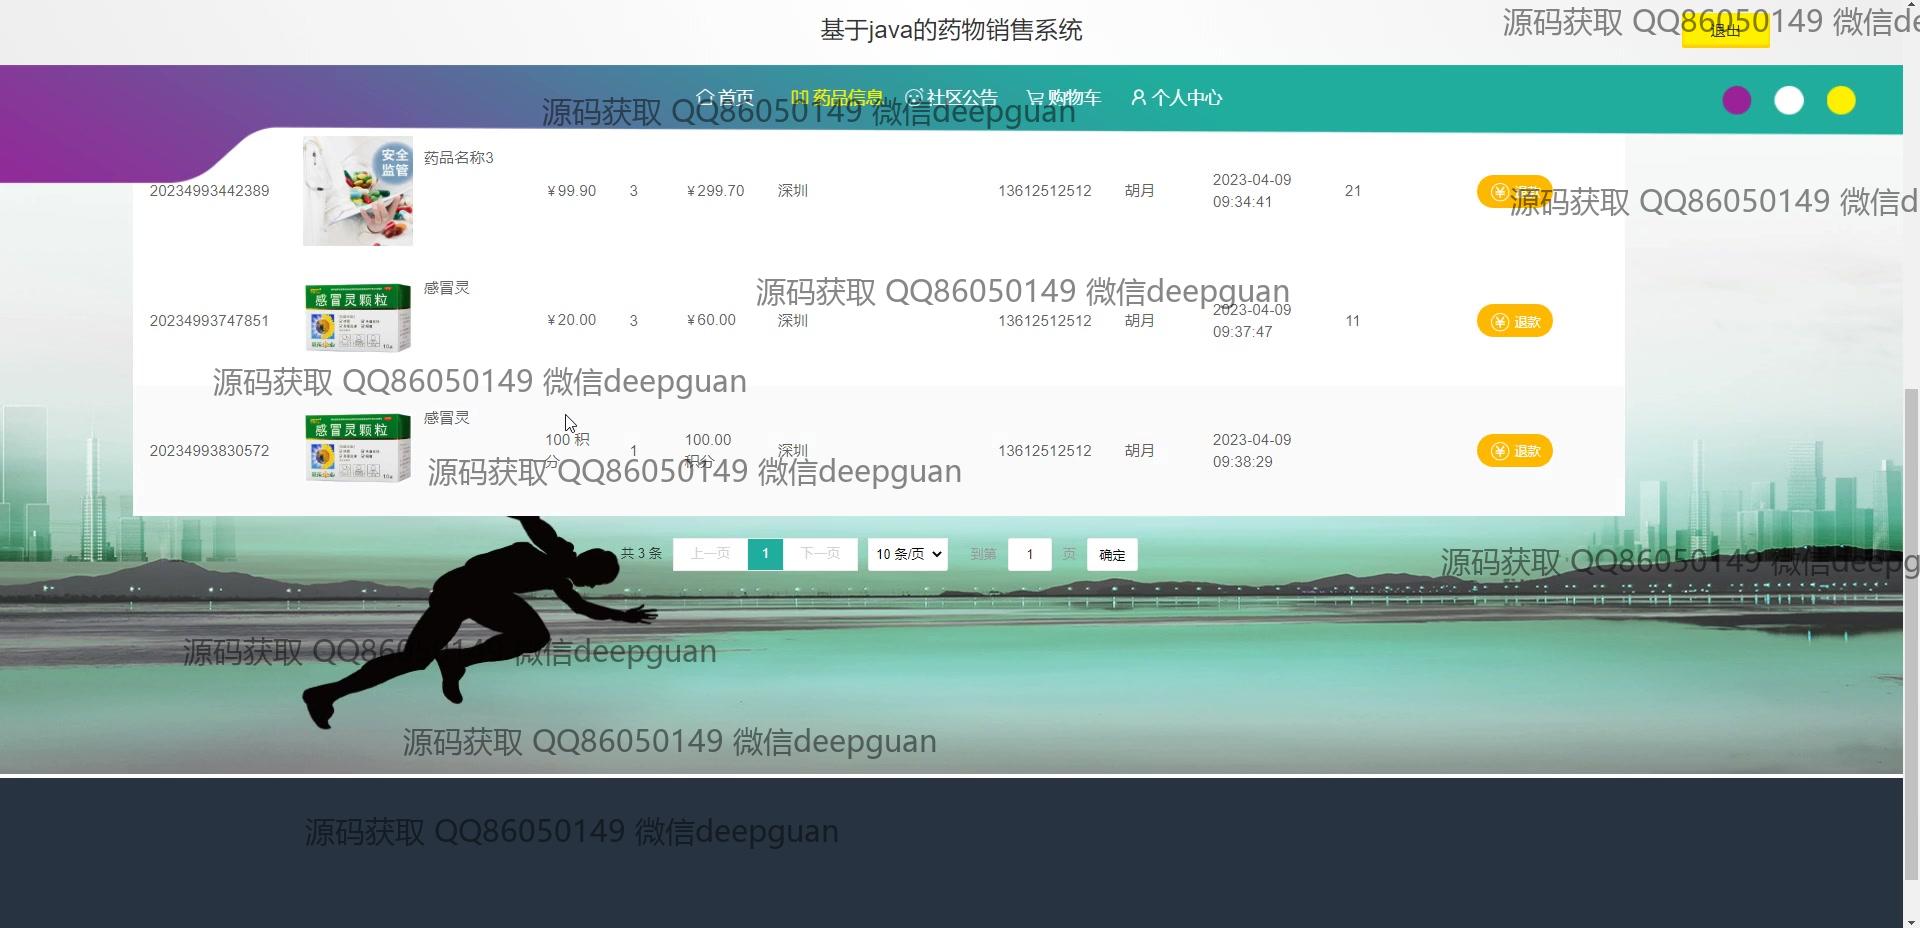 基于java的药物销售系统
源码获取 QQ86050149 微信de
退出
首页 药品信息 社区公告 购物车 个人中心
源码获取 QQ86050149 微信deepguan
安全
监管
药品名称3
20234993442389 ￥99.90 3 ￥299.70 深圳 13612512512 胡月 2023-04-09
09:34:41 21
源码获取 QQ86050149 微信d
感冒灵颗粒
感冒灵
源码获取 QQ86050149 微信deepguan
20234993747851 ￥20.00 3 ￥60.00 深圳 13612512512 胡月 2023-04-09
09:37:47 11 退款
源码获取 QQ86050149 微信deepguan
感冒灵颗粒
感冒灵
20234993830572 100 积
分 1 100.00
积分 深圳 13612512512 胡月 2023-04-09
09:38:29 退款
源码获取 QQ86050149 微信deepguan
共 3 条 上一页 1 下一页 10 条/页 到第 1 页 确定
源码获取 QQ86050149 微信deepg
源码获取 QQ86050149 微信deepguan
源码获取 QQ86050149 微信deepguan
源码获取 QQ86050149 微信deepguan